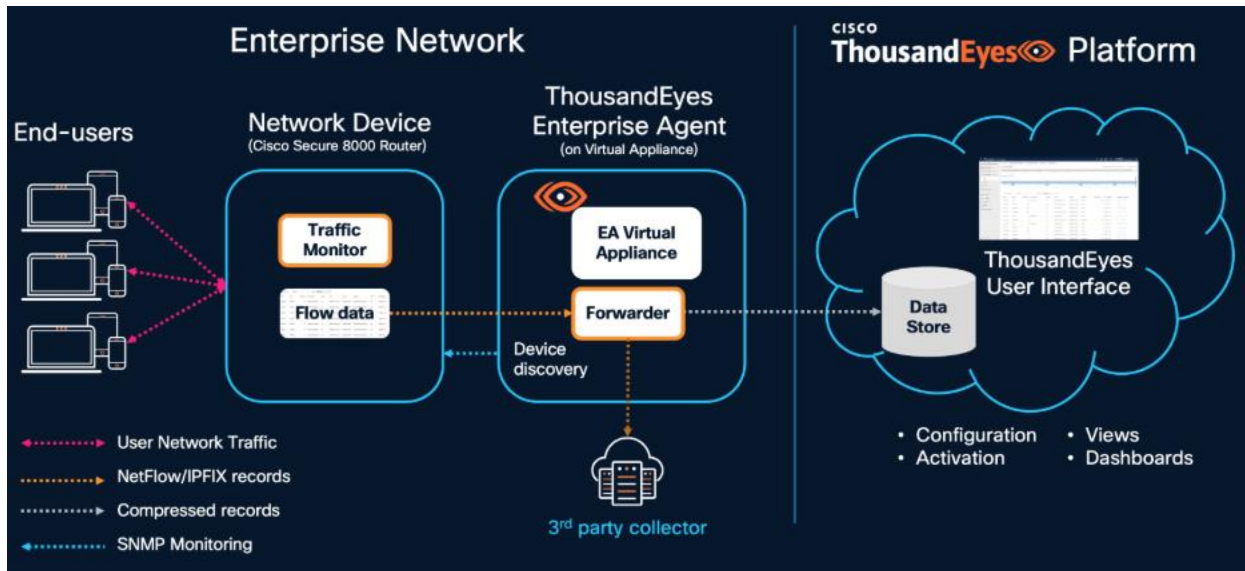 Enterprise Network
CISCO
ThousandEyes Platform
End-users
Network Device
(Cisco Secure 8000 Router)
ThousandEyes
Enterprise Agent
(on Virtual Appliance)
Traffic
Monitor
Flow data
EA Virtual
Appliance
Forwarder
Device
discovery
3rd party collector
ThousandEyes
User Interface
Data
Store
• Configuration
• Activation
• Views
• Dashboards
User Network Traffic
NetFlow/IPFIX records
Compressed records
SNMP Monitoring